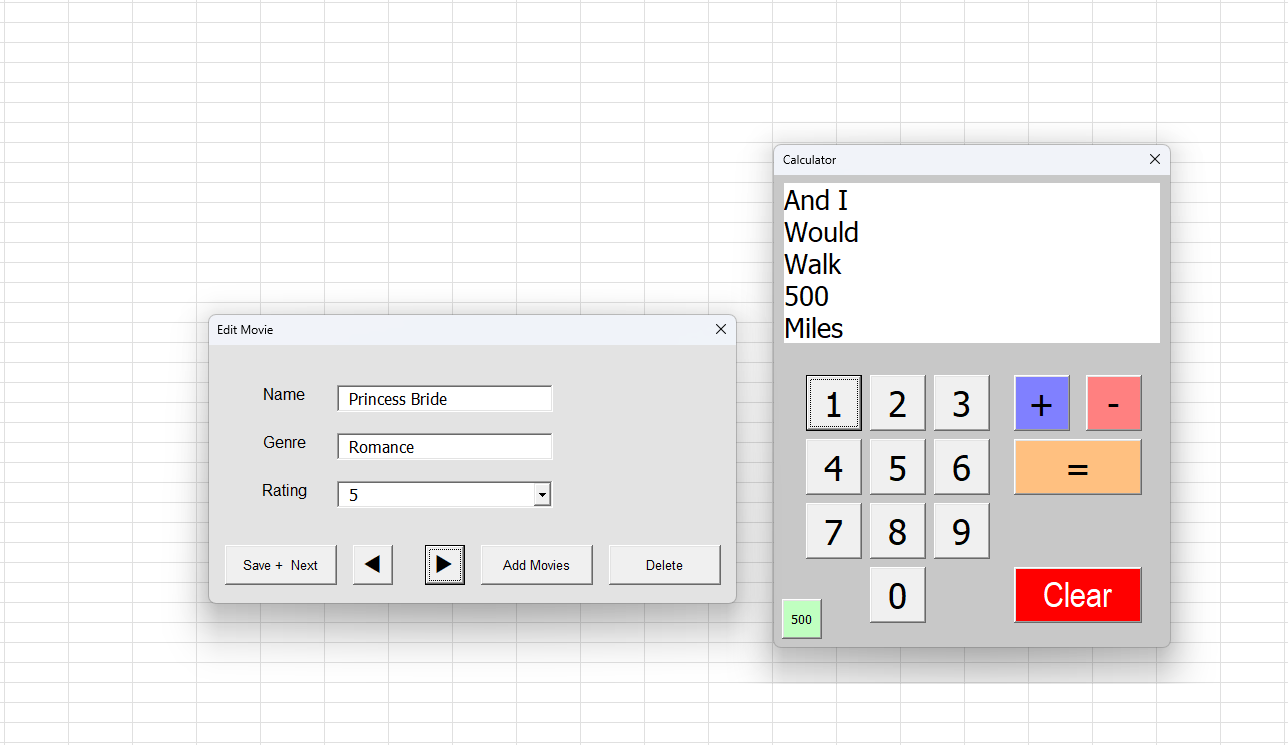 Edit Movie
Name
Princess Bride
Genre
Romance
Rating
5
Save + Next
◀
▶
Add Movies
Delete
Calculator
And I
Would
Walk
500
Miles
1 2 3 + -
4 5 6 =
7 8 9
0 Clear
500